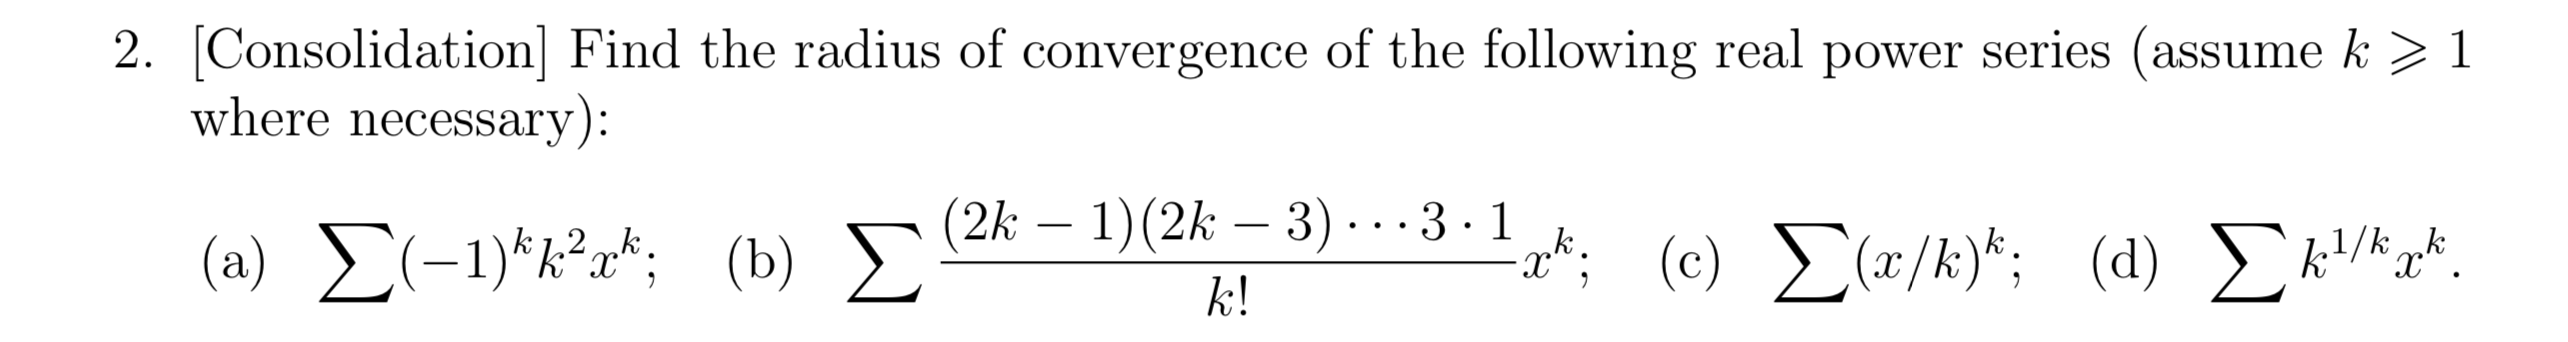 2. [Consolidation] Find the radius of convergence of the following real power series (assume k ⩾ 1
where necessary):
(a) ∑(−1)^k k^2 x^k; (b) ∑ \frac{(2k − 1)(2k − 3) ⋯ 3 · 1}{k!} x^k; (c) ∑(x/k)^k; (d) ∑ k^{1/k} x^k.